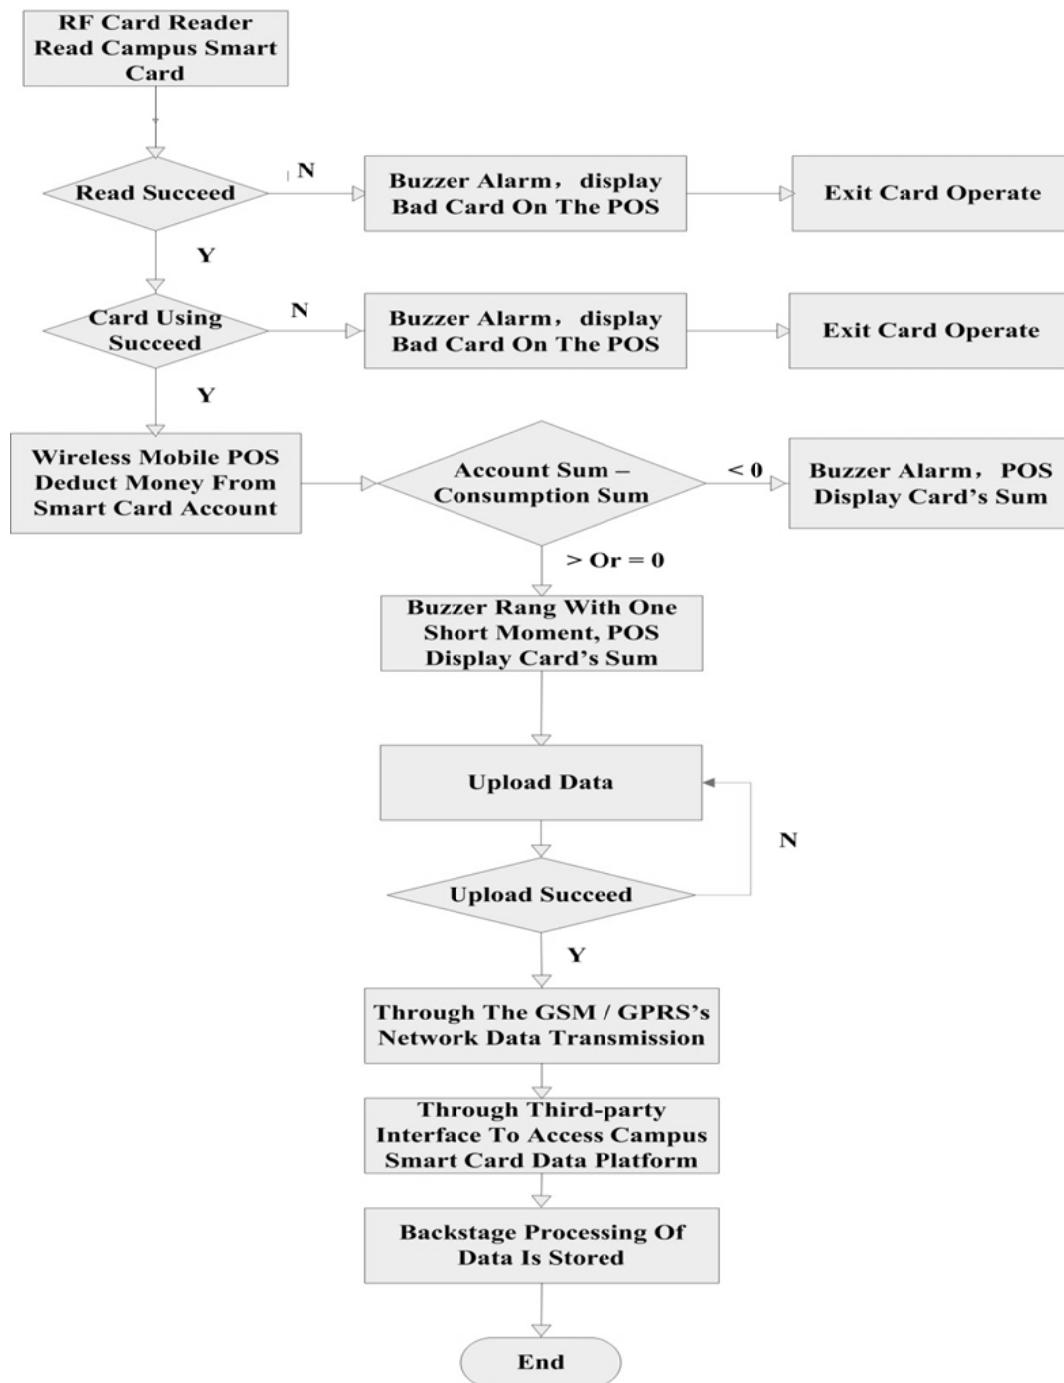 RF Card Reader
Read Campus Smart
Card
Read Succeed
N
Buzzer Alarm，display
Bad Card On The POS
Exit Card Operate
Y
Card Using
Succeed
N
Buzzer Alarm，display
Bad Card On The POS
Exit Card Operate
Y
Wireless Mobile POS
Deduct Money From
Smart Card Account
Account Sum –
Consumption Sum
< 0
Buzzer Alarm，POS
Display Card’s Sum
> Or = 0
Buzzer Rang With One
Short Moment, POS
Display Card’s Sum
Upload Data
N
Upload Succeed
Y
Through The GSM / GPRS’s
Network Data Transmission
Through Third-party
Interface To Access Campus
Smart Card Data Platform
Backstage Processing Of
Data Is Stored
End